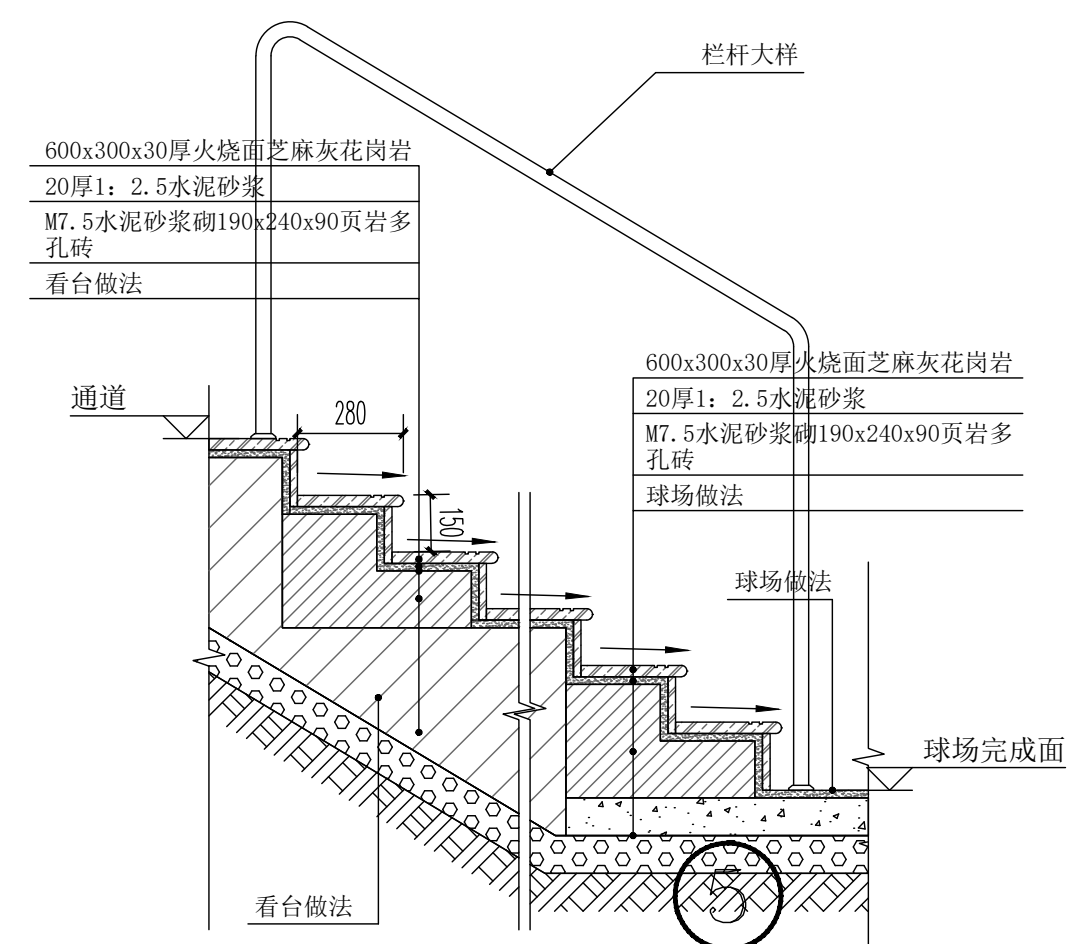 栏杆大样
600x300x30厚火烧面芝麻灰花岗岩
20厚1：2.5水泥砂浆
M7.5水泥砂浆砌190x240x90页岩多
孔砖
看台做法
600x300x30厚火烧面芝麻灰花岗岩
20厚1：2.5水泥砂浆
M7.5水泥砂浆砌190x240x90页岩多
孔砖
球场做法
通道
280
150
球场做法
球场完成面
看台做法
5